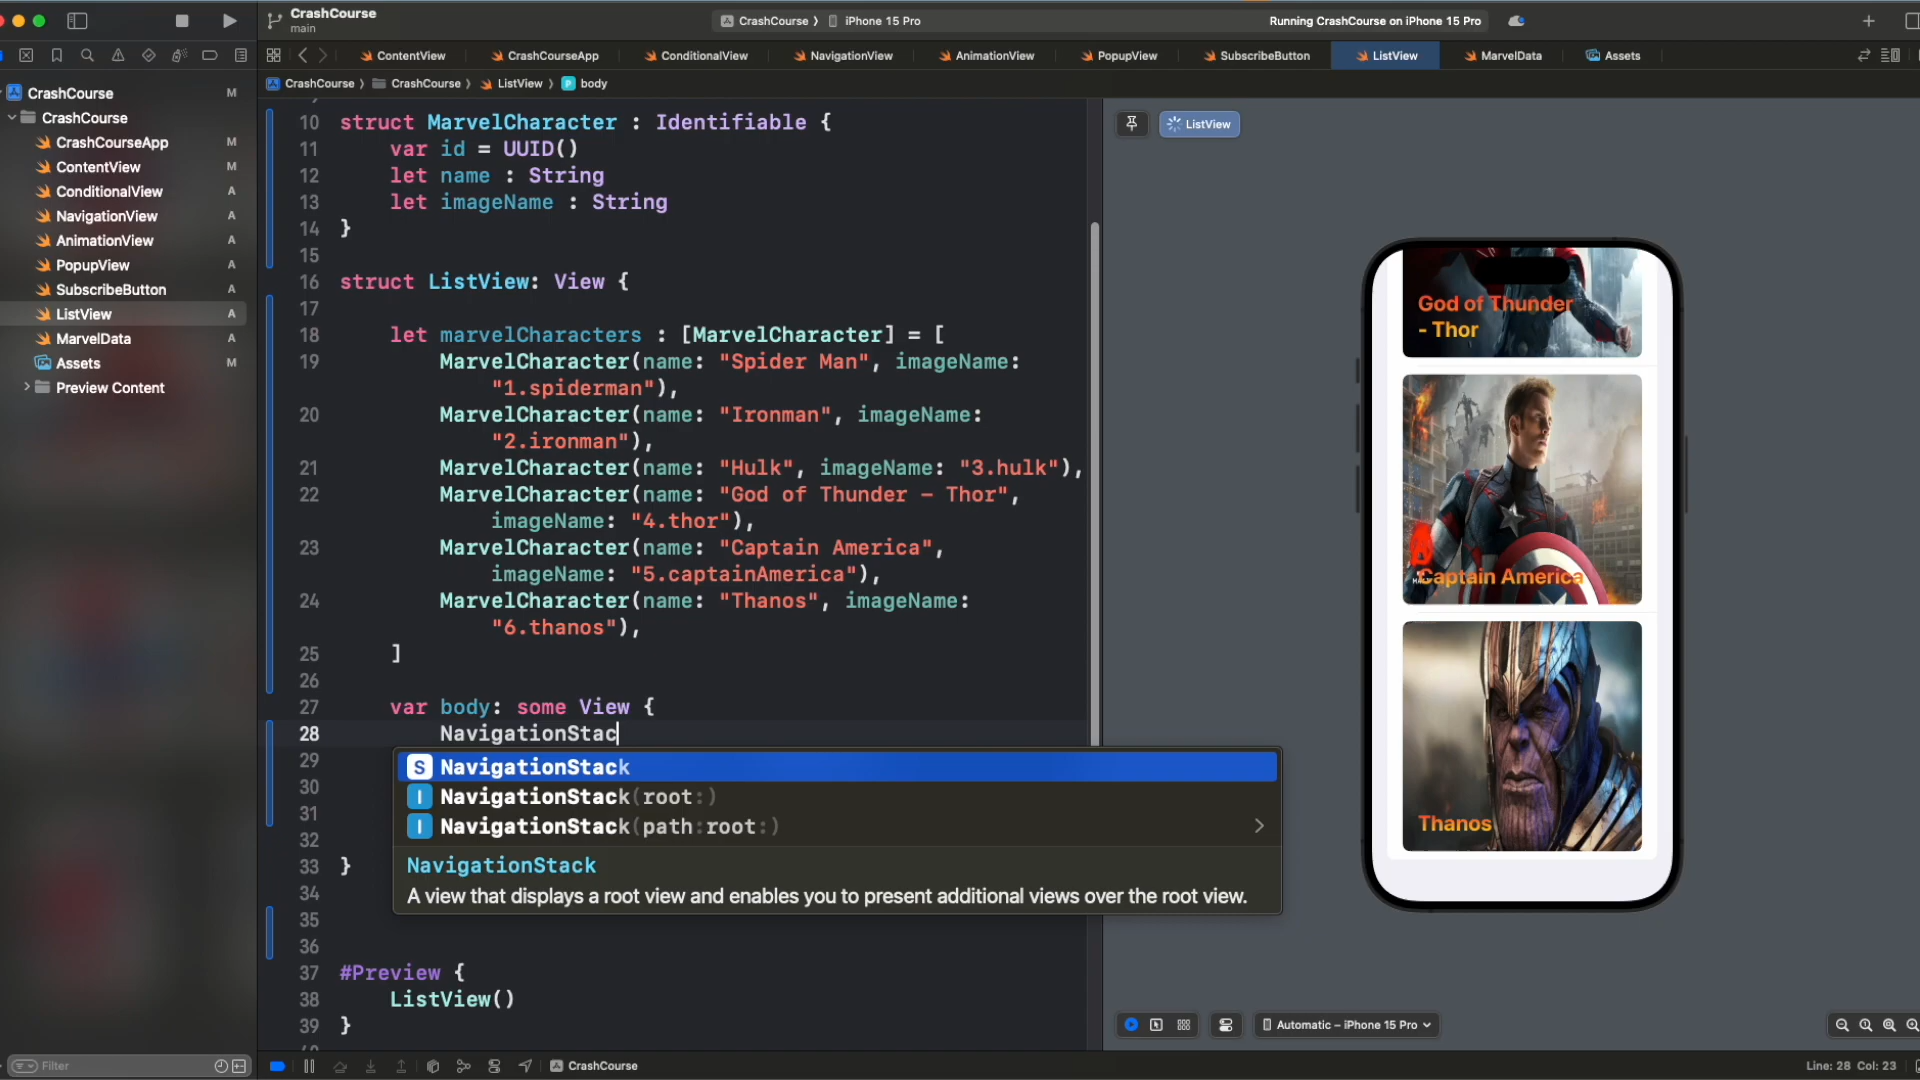 CrashCourse
main
CrashCourse
iPhone 15 Pro
Running CrashCourse on iPhone 15 Pro
ContentView
CrashCourseApp
ConditionalView
NavigationView
AnimationView
PopupView
SubscribeButton
ListView
MarvelData
Assets
CrashCourse
CrashCourse
ListView
body
CrashCourse M
CrashCourse
CrashCourseApp M
ContentView M
ConditionalView A
NavigationView A
AnimationView A
PopupView A
SubscribeButton A
ListView A
MarvelData A
Assets M
Preview Content
Filter
10 struct MarvelCharacter : Identifiable {
11 var id = UUID()
12 let name : String
13 let imageName : String
14 }
15
16 struct ListView: View {
17
18 let marvelCharacters : [MarvelCharacter] = [
19 MarvelCharacter(name: "Spider Man", imageName:
"1.spiderman"),
20 MarvelCharacter(name: "Ironman", imageName:
"2.ironman"),
21 MarvelCharacter(name: "Hulk", imageName: "3.hulk"),
22 MarvelCharacter(name: "God of Thunder – Thor",
imageName: "4.thor"),
23 MarvelCharacter(name: "Captain America",
imageName: "5.captainAmerica"),
24 MarvelCharacter(name: "Thanos", imageName:
"6.thanos"),
25 ]
26
27 var body: some View {
28 NavigationStac
29
30
31
32
33 }
34
35
36
37 #Preview {
38 ListView()
39 }
S NavigationStack
I NavigationStack(root:)
I NavigationStack(path:root:)
NavigationStack
A view that displays a root view and enables you to present additional views over the root view.
ListView
God of Thunder
- Thor
Captain America
Thanos
Automatic – iPhone 15 Pro
CrashCourse
Line: 28 Col: 23